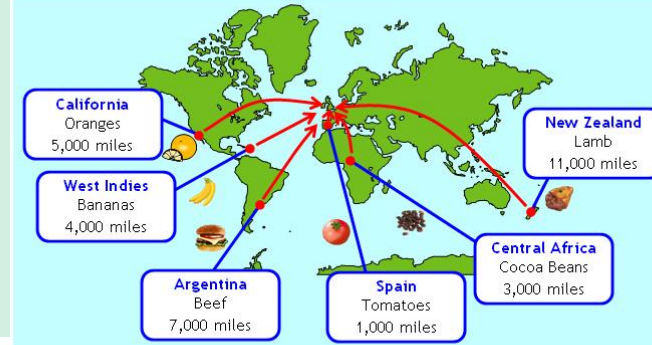 California
Oranges
5,000 miles
West Indies
Bananas
4,000 miles
Argentina
Beef
7,000 miles
Spain
Tomatoes
1,000 miles
Central Africa
Cocoa Beans
3,000 miles
New Zealand
Lamb
11,000 miles